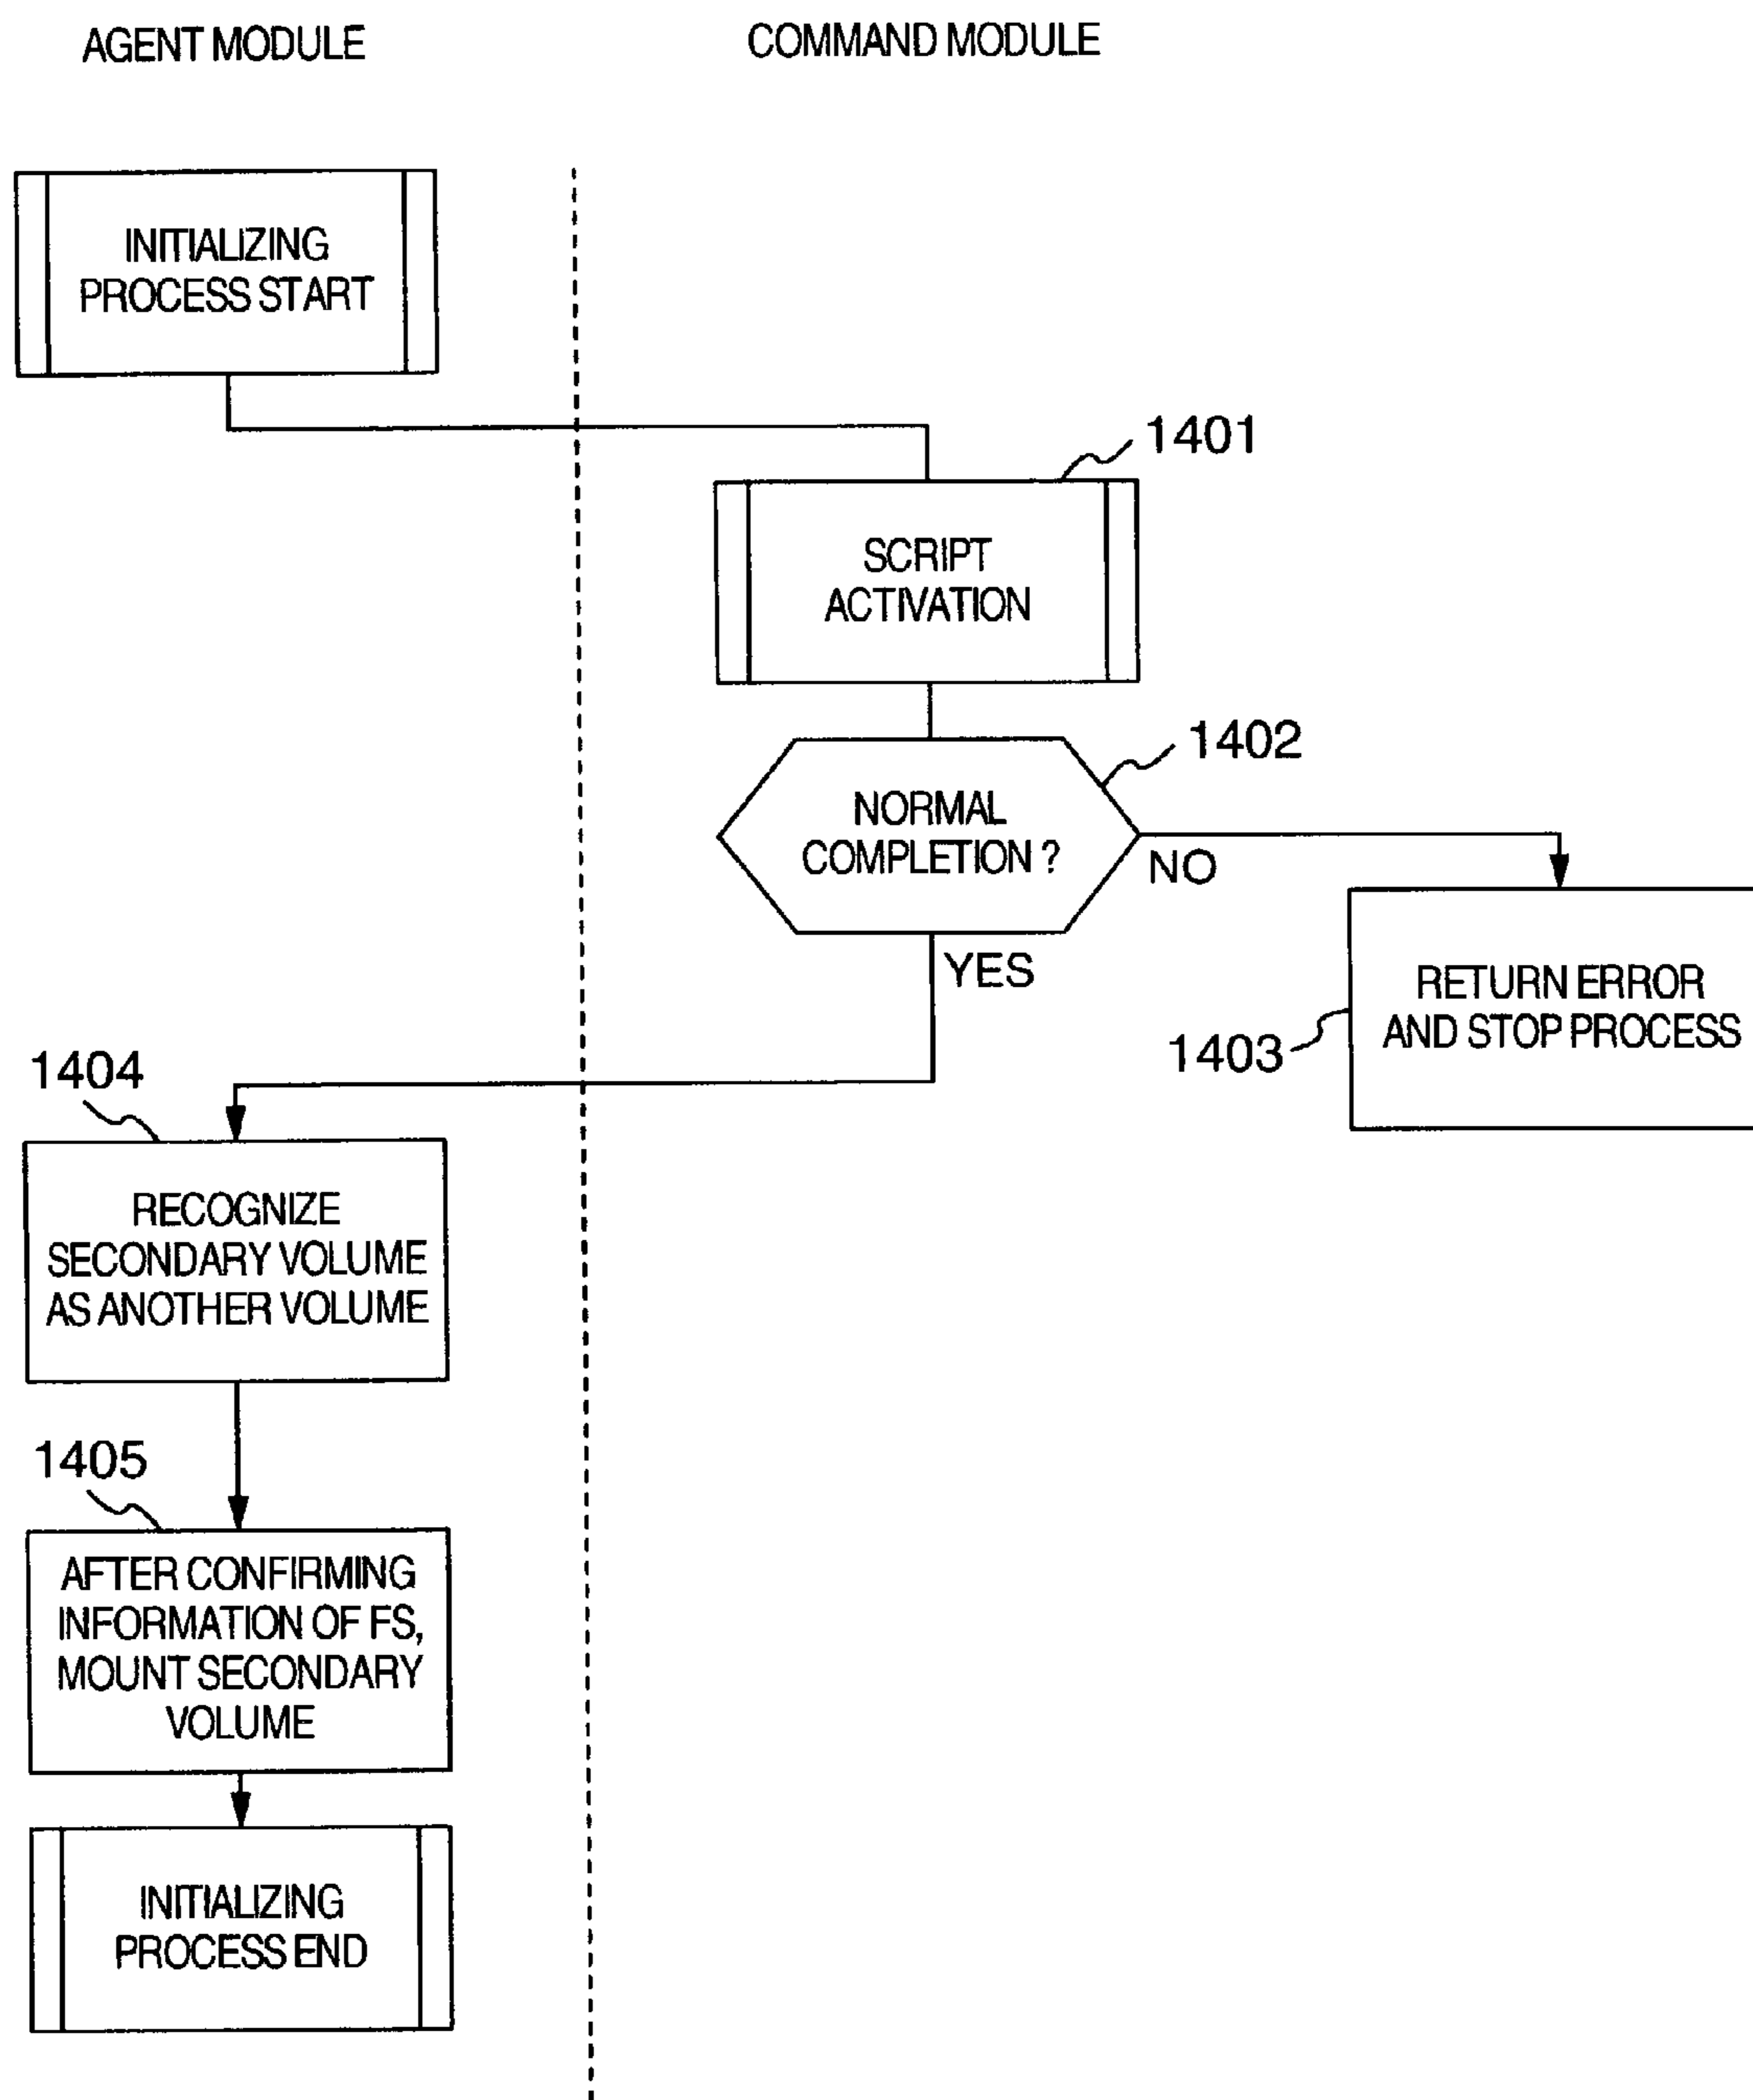 AGENT MODULE
COMMAND MODULE
INITIALIZING
PROCESS START
1401
SCRIPT
ACTIVATION
1402
NORMAL
COMPLETION ?
NO
YES
RETURN ERROR
AND STOP PROCESS
1403
1404
RECOGNIZE
SECONDARY VOLUME
AS ANOTHER VOLUME
1405
AFTER CONFIRMING
INFORMATION OF FS,
MOUNT SECONDARY
VOLUME
INITIALIZING
PROCESS END